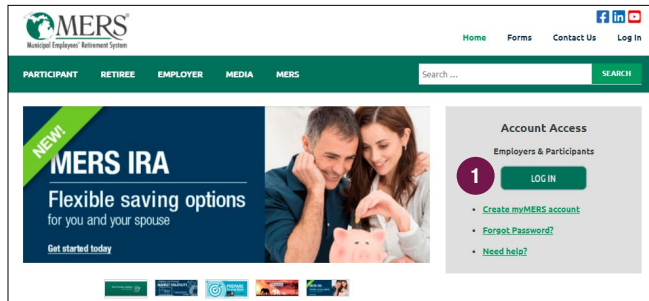 MERS
Municipal Employees' Retirement System
Home Forms Contact Us Log In
PARTICIPANT RETIREE EMPLOYER MEDIA MERS
Search ... SEARCH
NEW!
MERS IRA
Flexible saving options
for you and your spouse
Get started today
Account Access
Employers & Participants
1 LOG IN
• Create myMERS account
• Forgot Password?
• Need help?